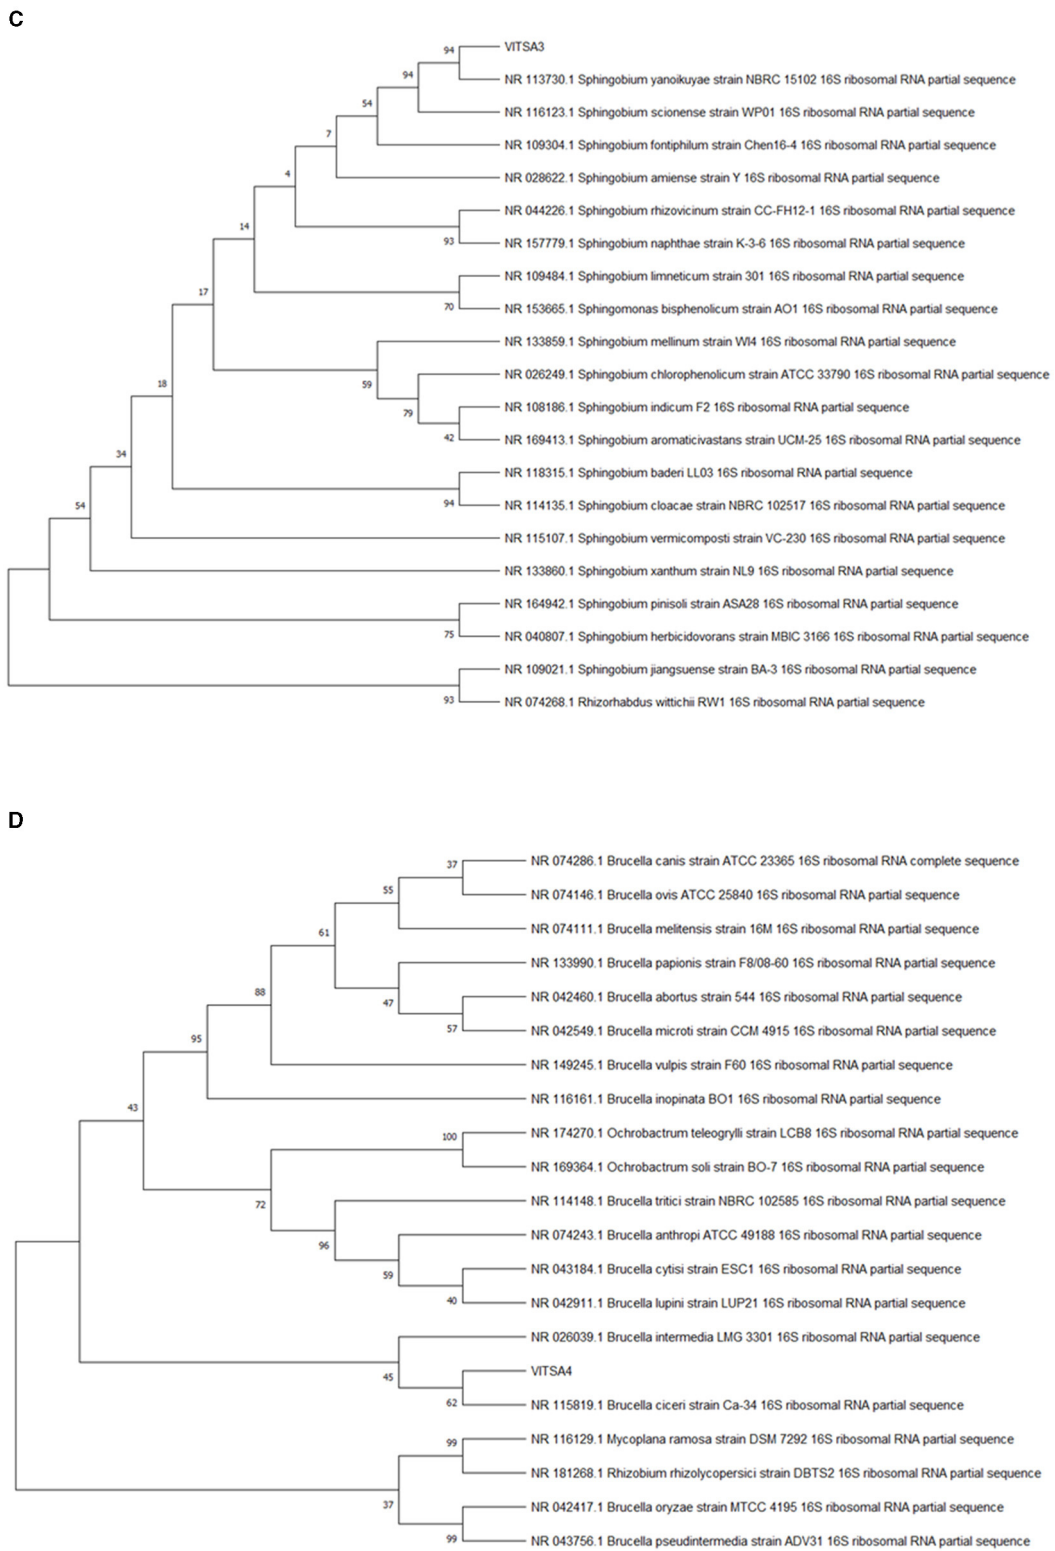 C
94
VITSA3
94
NR 113730.1 Sphingobium yanoikuyae strain NBRC 15102 16S ribosomal RNA partial sequence
54
NR 116123.1 Sphingobium scionense strain WP01 16S ribosomal RNA partial sequence
7
NR 109304.1 Sphingobium fontiphilum strain Chen16-4 16S ribosomal RNA partial sequence
4
NR 028622.1 Sphingobium amiense strain Y 16S ribosomal RNA partial sequence
14
NR 044226.1 Sphingobium rhizovicinum strain CC-FH12-1 16S ribosomal RNA partial sequence
93
NR 157779.1 Sphingobium naphthae strain K-3-6 16S ribosomal RNA partial sequence
17
NR 109484.1 Sphingobium limneticum strain 301 16S ribosomal RNA partial sequence
70
NR 153665.1 Sphingomonas bisphenolicum strain AO1 16S ribosomal RNA partial sequence
NR 133859.1 Sphingobium mellinum strain WI4 16S ribosomal RNA partial sequence
18
59
NR 026249.1 Sphingobium chlorophenolicum strain ATCC 33790 16S ribosomal RNA partial sequence
79
NR 108186.1 Sphingobium indicum F2 16S ribosomal RNA partial sequence
42
NR 169413.1 Sphingobium aromaticivastans strain UCM-25 16S ribosomal RNA partial sequence
34
NR 118315.1 Sphingobium baderi LL03 16S ribosomal RNA partial sequence
94
NR 114135.1 Sphingobium cloacae strain NBRC 102517 16S ribosomal RNA partial sequence
54
NR 115107.1 Sphingobium vermicomposti strain VC-230 16S ribosomal RNA partial sequence
NR 133860.1 Sphingobium xanthum strain NL9 16S ribosomal RNA partial sequence
NR 164942.1 Sphingobium pinisoli strain ASA28 16S ribosomal RNA partial sequence
75
NR 040807.1 Sphingobium herbicidovorans strain MBIC 3166 16S ribosomal RNA partial sequence
NR 109021.1 Sphingobium jiangsuense strain BA-3 16S ribosomal RNA partial sequence
93
NR 074268.1 Rhizorhabdus wittichii RW1 16S ribosomal RNA partial sequence
D
37
NR 074286.1 Brucella canis strain ATCC 23365 16S ribosomal RNA complete sequence
55
NR 074146.1 Brucella ovis ATCC 25840 16S ribosomal RNA partial sequence
61
NR 074111.1 Brucella melitensis strain 16M 16S ribosomal RNA partial sequence
NR 133990.1 Brucella papionis strain F8/08-60 16S ribosomal RNA partial sequence
88
47
NR 042460.1 Brucella abortus strain 544 16S ribosomal RNA partial sequence
57
NR 042549.1 Brucella microti strain CCM 4915 16S ribosomal RNA partial sequence
95
NR 149245.1 Brucella vulpis strain F60 16S ribosomal RNA partial sequence
43
NR 116161.1 Brucella inopinata BO1 16S ribosomal RNA partial sequence
100
NR 174270.1 Ochrobactrum teleogrylli strain LCB8 16S ribosomal RNA partial sequence
NR 169364.1 Ochrobactrum soli strain BO-7 16S ribosomal RNA partial sequence
72
NR 114148.1 Brucella tritici strain NBRC 102585 16S ribosomal RNA partial sequence
96
NR 074243.1 Brucella anthropi ATCC 49188 16S ribosomal RNA partial sequence
59
NR 043184.1 Brucella cytisi strain ESC1 16S ribosomal RNA partial sequence
40
NR 042911.1 Brucella lupini strain LUP21 16S ribosomal RNA partial sequence
NR 026039.1 Brucella intermedia LMG 3301 16S ribosomal RNA partial sequence
45
VITSA4
62
NR 115819.1 Brucella ciceri strain Ca-34 16S ribosomal RNA partial sequence
99
NR 116129.1 Mycoplana ramosa strain DSM 7292 16S ribosomal RNA partial sequence
NR 181268.1 Rhizobium rhizolycopersici strain DBTS2 16S ribosomal RNA partial sequence
37
NR 042417.1 Brucella oryzae strain MTCC 4195 16S ribosomal RNA partial sequence
99
NR 043756.1 Brucella pseudintermedia strain ADV31 16S ribosomal RNA partial sequence